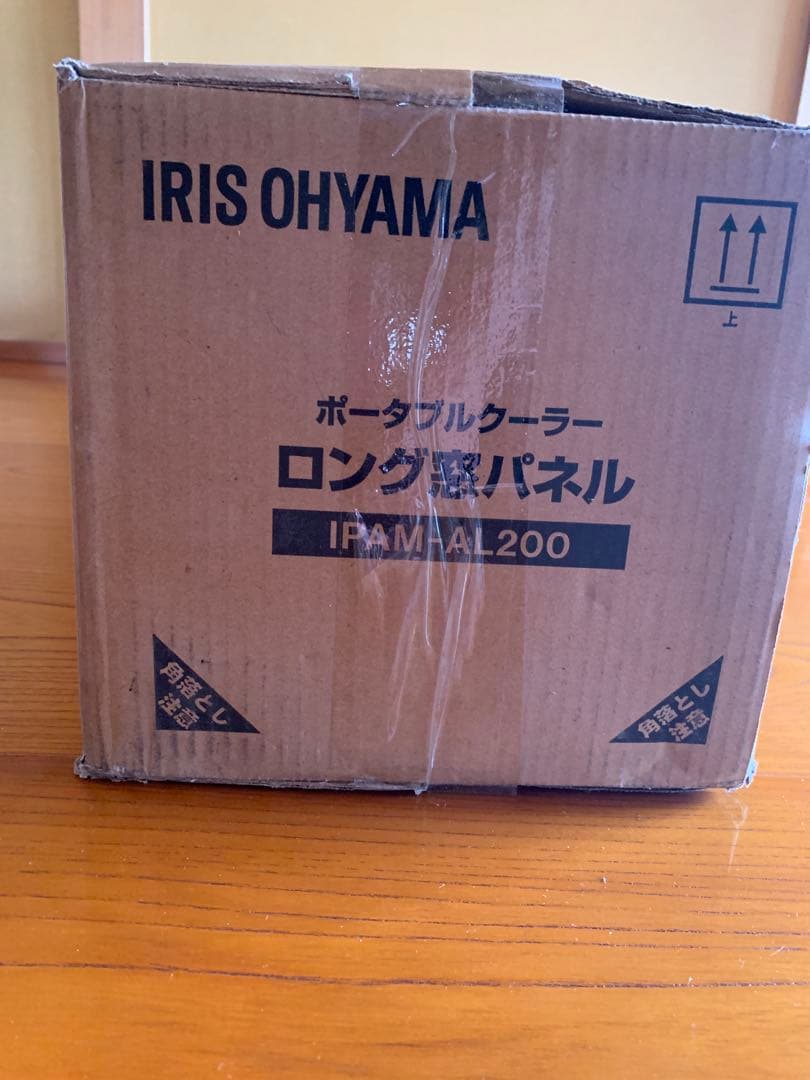 IRIS OHYAMA
上
ポータブルクーラー
ロング窓パネル
IPAM-AL200
角落とし
注意
角落とし
注意